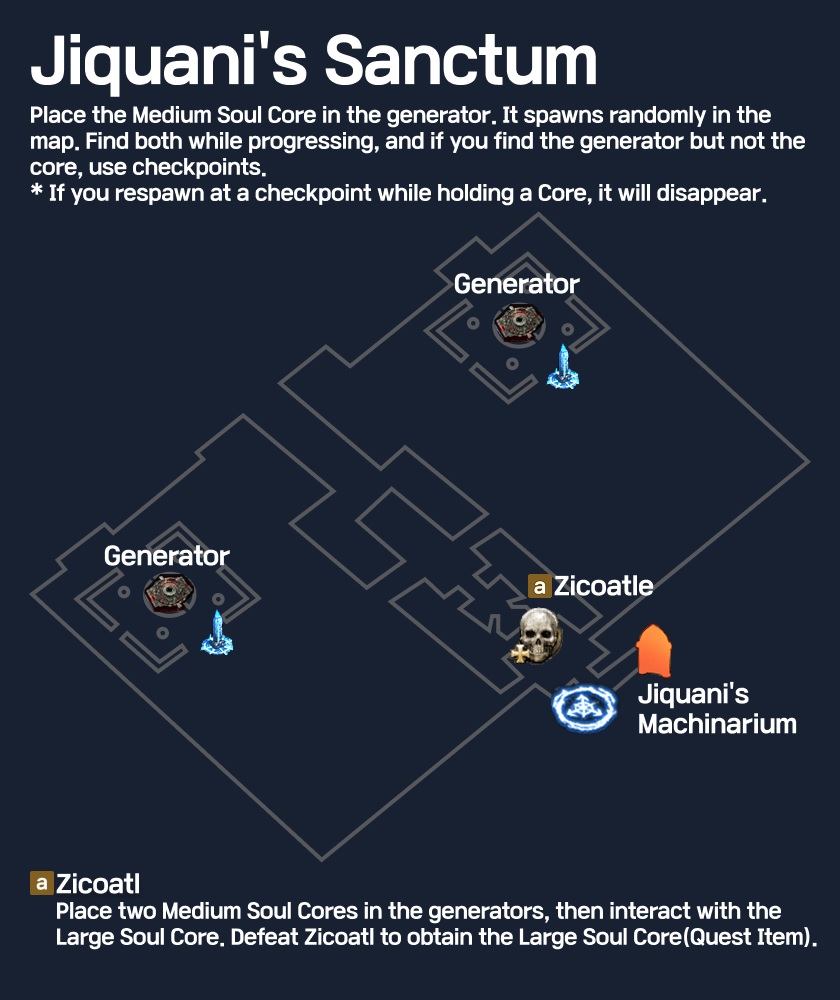 Jiquani's Sanctum
Place the Medium Soul Core in the generator. It spawns randomly in the
map. Find both while progressing, and if you find the generator but not the
core, use checkpoints.
* If you respawn at a checkpoint while holding a Core, it will disappear.
Generator
Generator
a Zicoatle
Jiquani's
Machinarium
a Zicoatl
Place two Medium Soul Cores in the generators, then interact with the
Large Soul Core. Defeat Zicoatl to obtain the Large Soul Core(Quest Item).